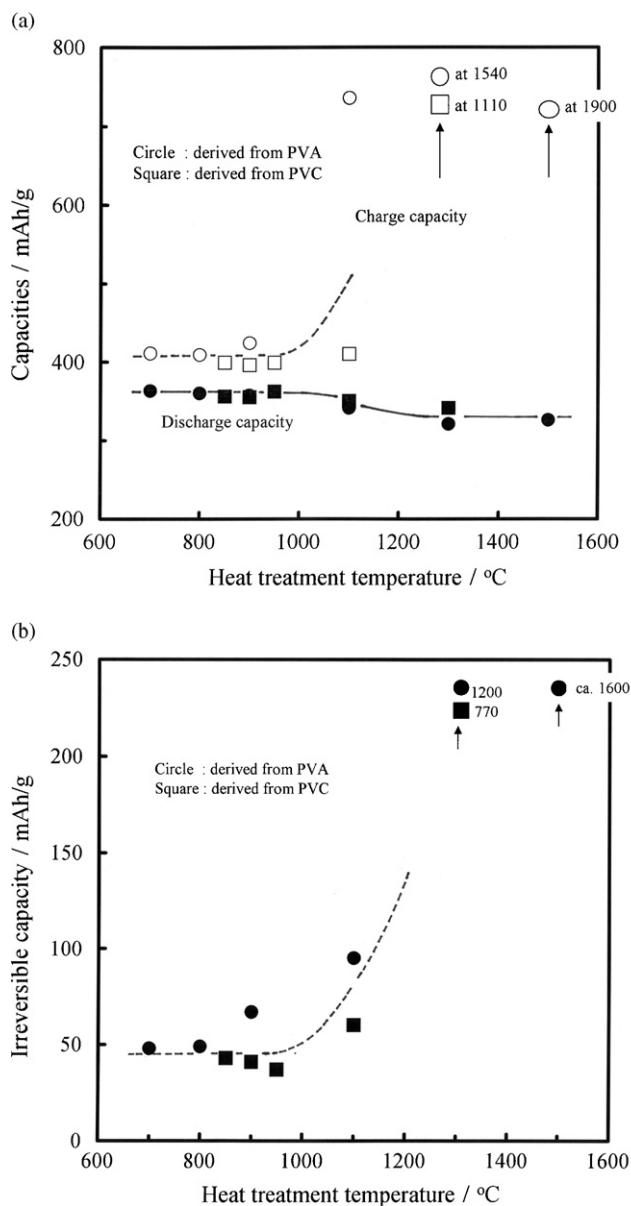 (a)
800
at 1540
at 1110
at 1900
Circle : derived from PVA
Square : derived from PVC
600
Charge capacity
Capacities / mAh/g
400
Discharge capacity
200
600 800 1000 1200 1400 1600
Heat treatment temperature / °C
(b)
250
1200
ca. 1600
770
200
Circle : derived from PVA
Square : derived from PVC
150
Irreversible capacity / mAh/g
100
50
0
600 800 1000 1200 1400 1600
Heat treatment temperature / °C